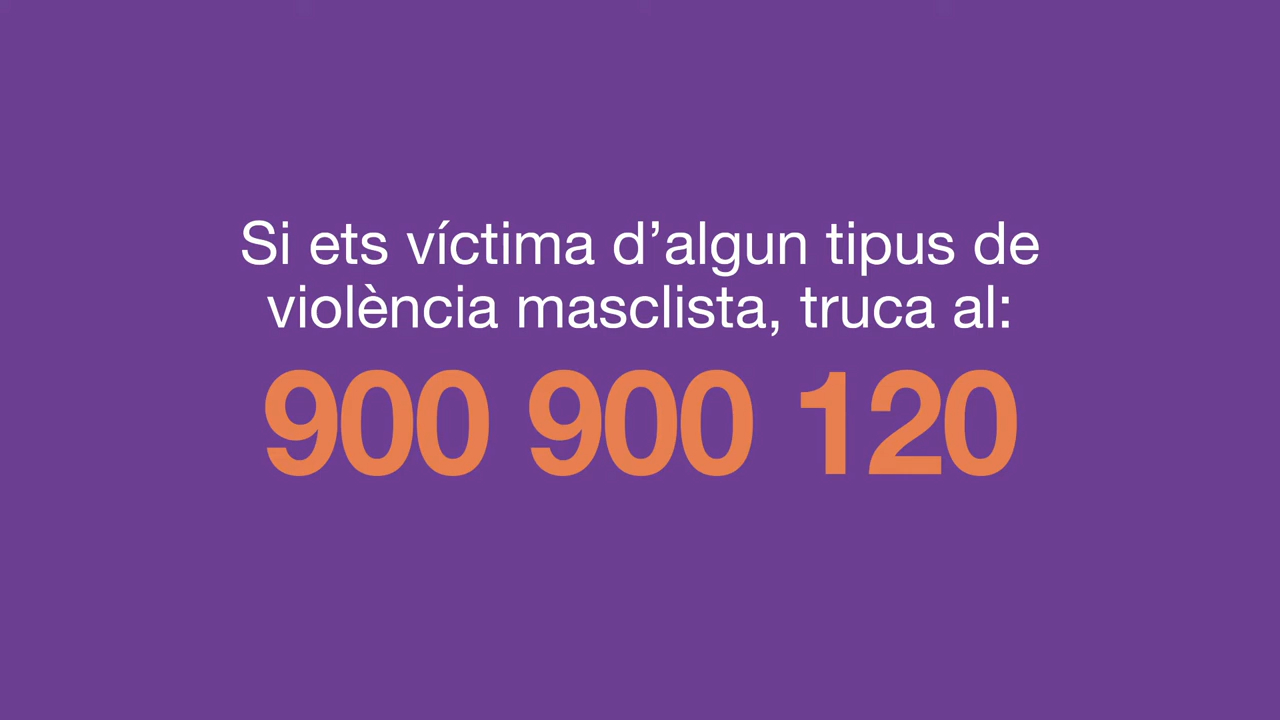 Si ets víctima d’algun tipus de
violència masclista, truca al:
900 900 120